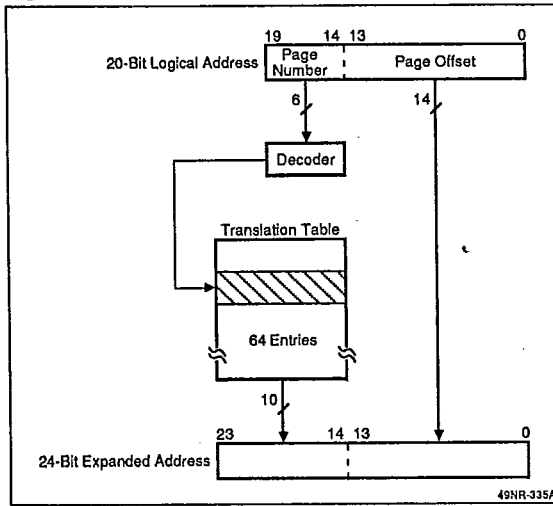 19 14 13 0
20-Bit Logical Address
Page Number
Page Offset
6
14
Decoder
Translation Table
64 Entries
10
23 14 13 0
24-Bit Expanded Address
49NR-335A